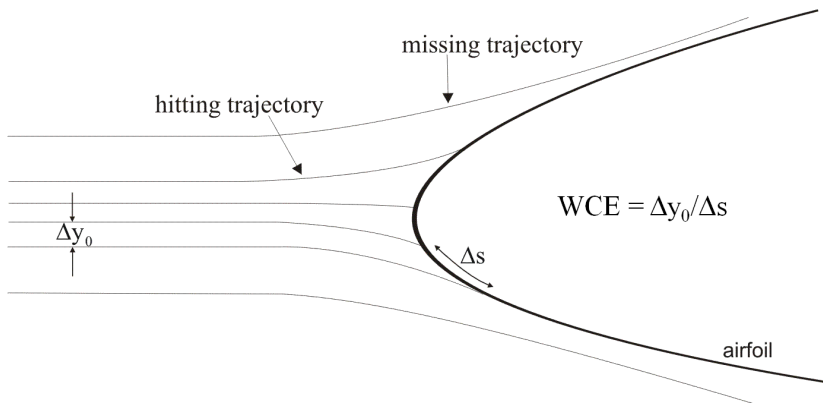 missing trajectory
hitting trajectory
WCE = Δy₀/Δs
Δy₀
Δs
airfoil